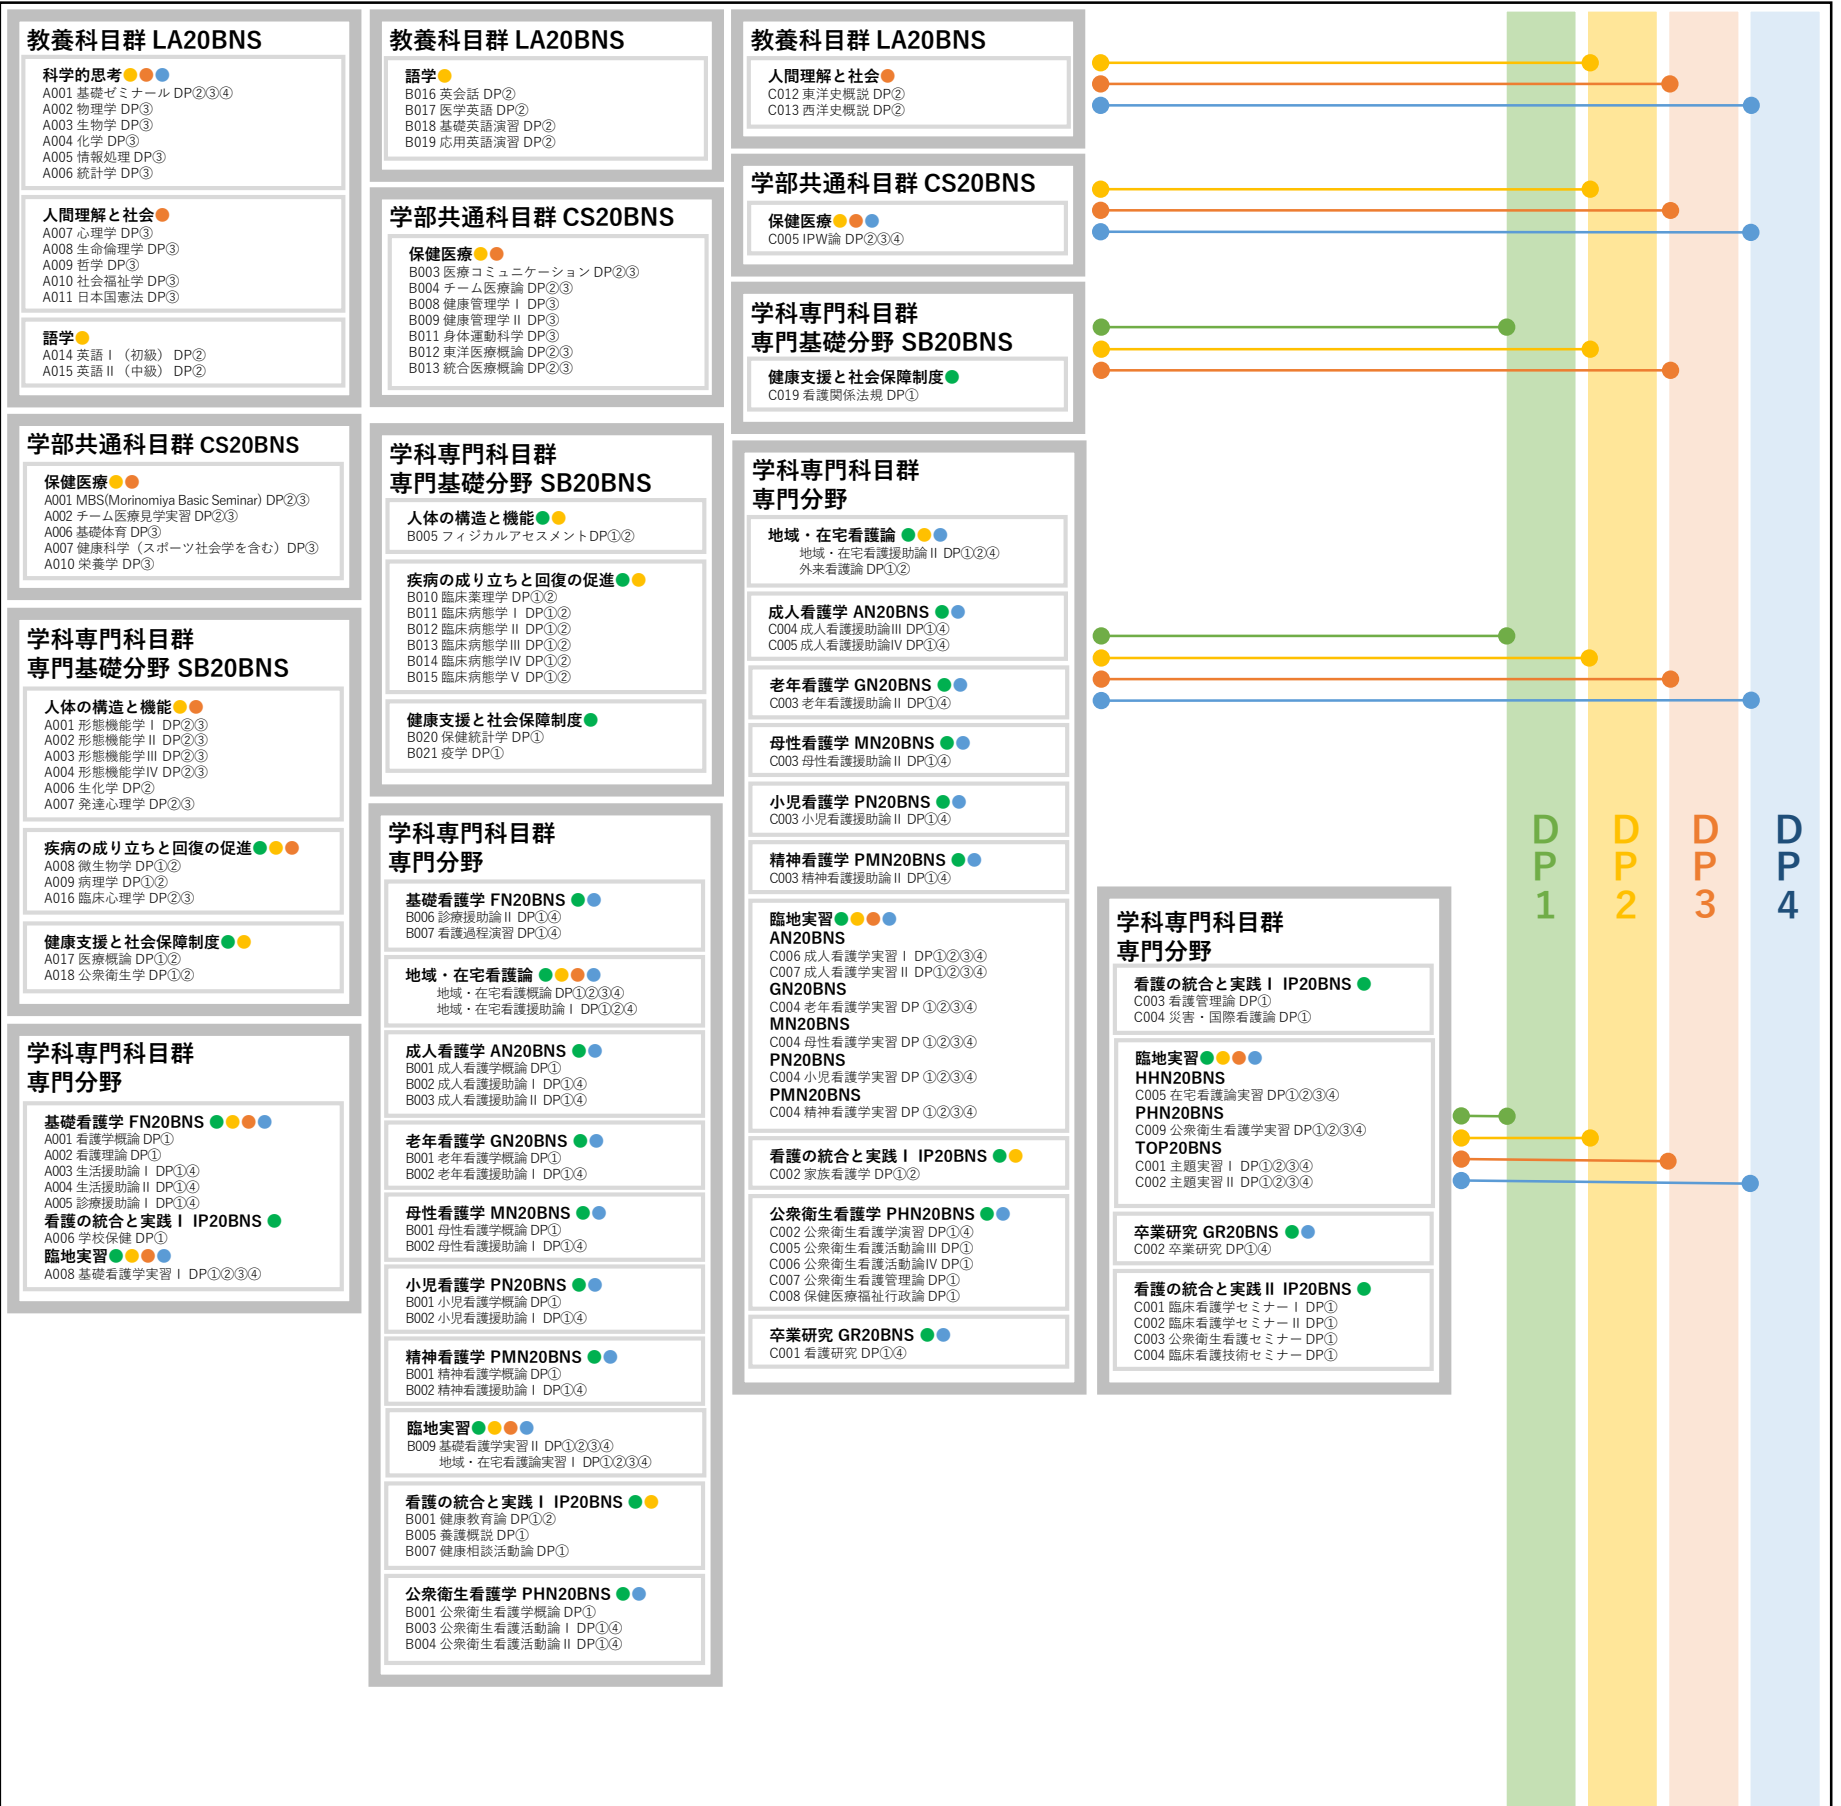 教養科目群 LA20BNS
科学的思考
A001 基礎ゼミナール DP②③④
A002 物理学 DP③
A003 生物学 DP③
A004 化学 DP③
A005 情報処理 DP③
A006 統計学 DP③
人間理解と社会
A007 心理学 DP③
A008 生命倫理学 DP③
A009 哲学 DP③
A010 社会福祉学 DP③
A011 日本国憲法 DP③
語学
A014 英語Ⅰ（初級） DP②
A015 英語Ⅱ（中級） DP②
学部共通科目群 CS20BNS
保健医療
A001 MBS(Morinomiya Basic Seminar) DP②③
A002 チーム医療見学実習 DP②③
A006 基礎体育 DP③
A007 健康科学（スポーツ社会学を含む）DP③
A010 栄養学 DP③
学科専門科目群
専門基礎分野 SB20BNS
人体の構造と機能
A001 形態機能学Ⅰ DP②③
A002 形態機能学Ⅱ DP②③
A003 形態機能学Ⅲ DP②③
A004 形態機能学Ⅳ DP②③
A006 生化学 DP②
A007 発達心理学 DP②③
疾病の成り立ちと回復の促進
A008 微生物学 DP①②
A009 病理学 DP①②
A016 臨床心理学 DP②③
健康支援と社会保障制度
A017 医療概論 DP①②
A018 公衆衛生学 DP①②
学科専門科目群
専門分野
基礎看護学 FN20BNS
A001 看護学概論 DP①
A002 看護理論 DP①
A003 生活援助論Ⅰ DP①④
A004 生活援助論Ⅱ DP①④
A005 診療援助論Ⅰ DP①④
看護の統合と実践Ⅰ IP20BNS
A006 学校保健 DP①
臨地実習
A008 基礎看護学実習Ⅰ DP①②③④
教養科目群 LA20BNS
語学
B016 英会話 DP②
B017 医学英語 DP②
B018 基礎英語演習 DP②
B019 応用英語演習 DP②
学部共通科目群 CS20BNS
保健医療
B003 医療コミュニケーション DP②③
B004 チーム医療論 DP②③
B008 健康管理学Ⅰ DP③
B009 健康管理学Ⅱ DP③
B011 身体運動科学 DP③
B012 東洋医療概論 DP②③
B013 統合医療概論 DP②③
学科専門科目群
専門基礎分野 SB20BNS
人体の構造と機能
B005 フィジカルアセスメントDP①②
疾病の成り立ちと回復の促進
B010 臨床薬理学 DP①②
B011 臨床病態学Ⅰ DP①②
B012 臨床病態学Ⅱ DP①②
B013 臨床病態学Ⅲ DP①②
B014 臨床病態学Ⅳ DP①②
B015 臨床病態学Ⅴ DP①②
健康支援と社会保障制度
B020 保健統計学 DP①
B021 疫学 DP①
学科専門科目群
専門分野
基礎看護学 FN20BNS
B006 診療援助論Ⅱ DP①④
B007 看護過程演習 DP①④
地域・在宅看護論
地域・在宅看護概論 DP①②③④
地域・在宅看護援助論Ⅰ DP①②④
成人看護学 AN20BNS
B001 成人看護学概論 DP①
B002 成人看護援助論Ⅰ DP①④
B003 成人看護援助論Ⅱ DP①④
老年看護学 GN20BNS
B001 老年看護学概論 DP①
B002 老年看護援助論Ⅰ DP①④
母性看護学 MN20BNS
B001 母性看護学概論 DP①
B002 母性看護援助論Ⅰ DP①④
小児看護学 PN20BNS
B001 小児看護学概論 DP①
B002 小児看護援助論Ⅰ DP①④
精神看護学 PMN20BNS
B001 精神看護学概論 DP①
B002 精神看護援助論Ⅰ DP①④
臨地実習
B009 基礎看護学実習Ⅱ DP①②③④
地域・在宅看護論実習Ⅰ DP①②③④
看護の統合と実践Ⅰ IP20BNS
B001 健康教育論 DP①②
B005 養護概説 DP①
B007 健康相談活動論 DP①
公衆衛生看護学 PHN20BNS
B001 公衆衛生看護学概論 DP①
B003 公衆衛生看護活動論Ⅰ DP①④
B004 公衆衛生看護活動論Ⅱ DP①④
教養科目群 LA20BNS
人間理解と社会
C012 東洋史概説 DP②
C013 西洋史概説 DP②
学部共通科目群 CS20BNS
保健医療
C005 IPW論 DP②③④
学科専門科目群
専門基礎分野 SB20BNS
健康支援と社会保障制度
C019 看護関係法規 DP①
学科専門科目群
専門分野
地域・在宅看護論
地域・在宅看護援助論Ⅱ DP①②④
外来看護論 DP①②
成人看護学 AN20BNS
C004 成人看護援助論Ⅲ DP①④
C005 成人看護援助論Ⅳ DP①④
老年看護学 GN20BNS
C003 老年看護援助論Ⅱ DP①④
母性看護学 MN20BNS
C003 母性看護援助論Ⅱ DP①④
小児看護学 PN20BNS
C003 小児看護援助論Ⅱ DP①④
精神看護学 PMN20BNS
C003 精神看護援助論Ⅱ DP①④
臨地実習
AN20BNS
C006 成人看護学実習Ⅰ DP①②③④
C007 成人看護学実習Ⅱ DP①②③④
GN20BNS
C004 老年看護学実習 DP ①②③④
MN20BNS
C004 母性看護学実習 DP ①②③④
PN20BNS
C004 小児看護学実習 DP ①②③④
PMN20BNS
C004 精神看護学実習 DP ①②③④
看護の統合と実践Ⅰ IP20BNS
C002 家族看護学 DP①②
公衆衛生看護学 PHN20BNS
C002 公衆衛生看護学演習 DP①④
C005 公衆衛生看護活動論Ⅲ DP①
C006 公衆衛生看護活動論Ⅳ DP①
C007 公衆衛生看護管理論 DP①
C008 保健医療福祉行政論 DP①
卒業研究 GR20BNS
C001 看護研究 DP①④
学科専門科目群
専門分野
看護の統合と実践Ⅰ IP20BNS
C003 看護管理論 DP①
C004 災害・国際看護論 DP①
臨地実習
HHN20BNS
C005 在宅看護論実習 DP①②③④
PHN20BNS
C009 公衆衛生看護学実習 DP①②③④
TOP20BNS
C001 主題実習Ⅰ DP①②③④
C002 主題実習Ⅱ DP①②③④
卒業研究 GR20BNS
C002 卒業研究 DP①④
看護の統合と実践Ⅱ IP20BNS
C001 臨床看護学セミナーⅠ DP①
C002 臨床看護学セミナーⅡ DP①
C003 公衆衛生看護セミナー DP①
C004 臨床看護技術セミナー DP①
DP1
DP2
DP3
DP4